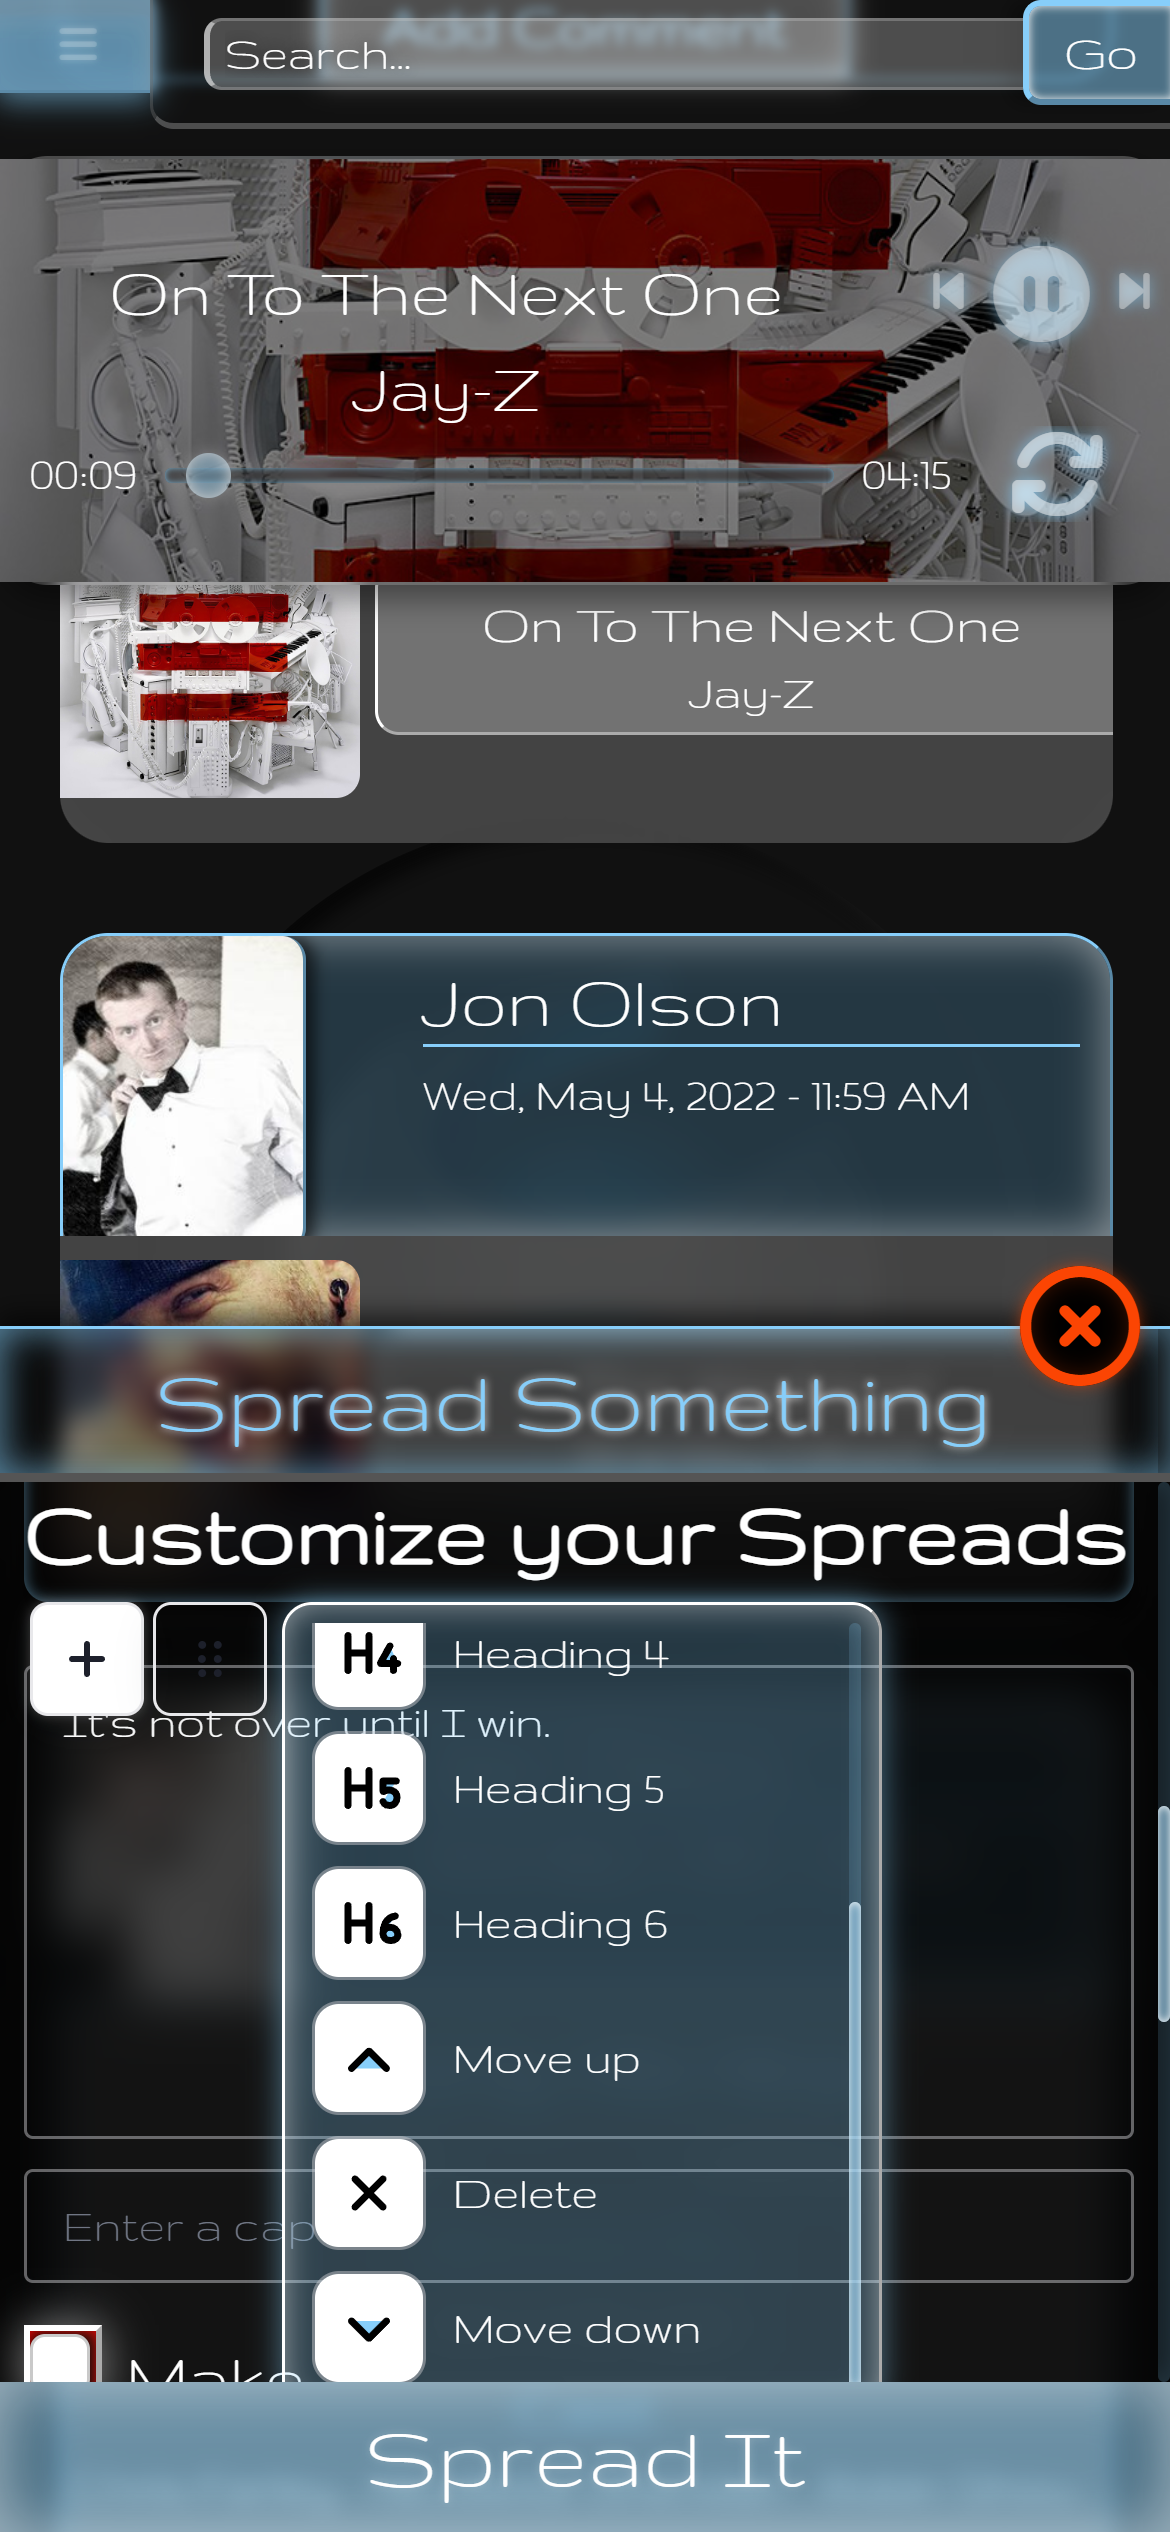 Add Comment
Search...
Go
On To The Next One
Jay-Z
00:09
04:15
On To The Next One
Jay-Z
Jon Olson
Wed, May 4, 2022 - 11:59 AM
Spread Something
Customize your Spreads
H4 Heading 4
It's not over until I win.
H5 Heading 5
H6 Heading 6
Move up
Delete
Enter a cap
Move down
Make
Spread It